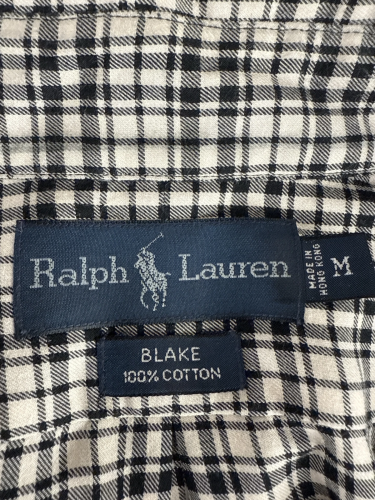 Ralph Lauren
MADE IN
HONG KONG
M
BLAKE
100% COTTON